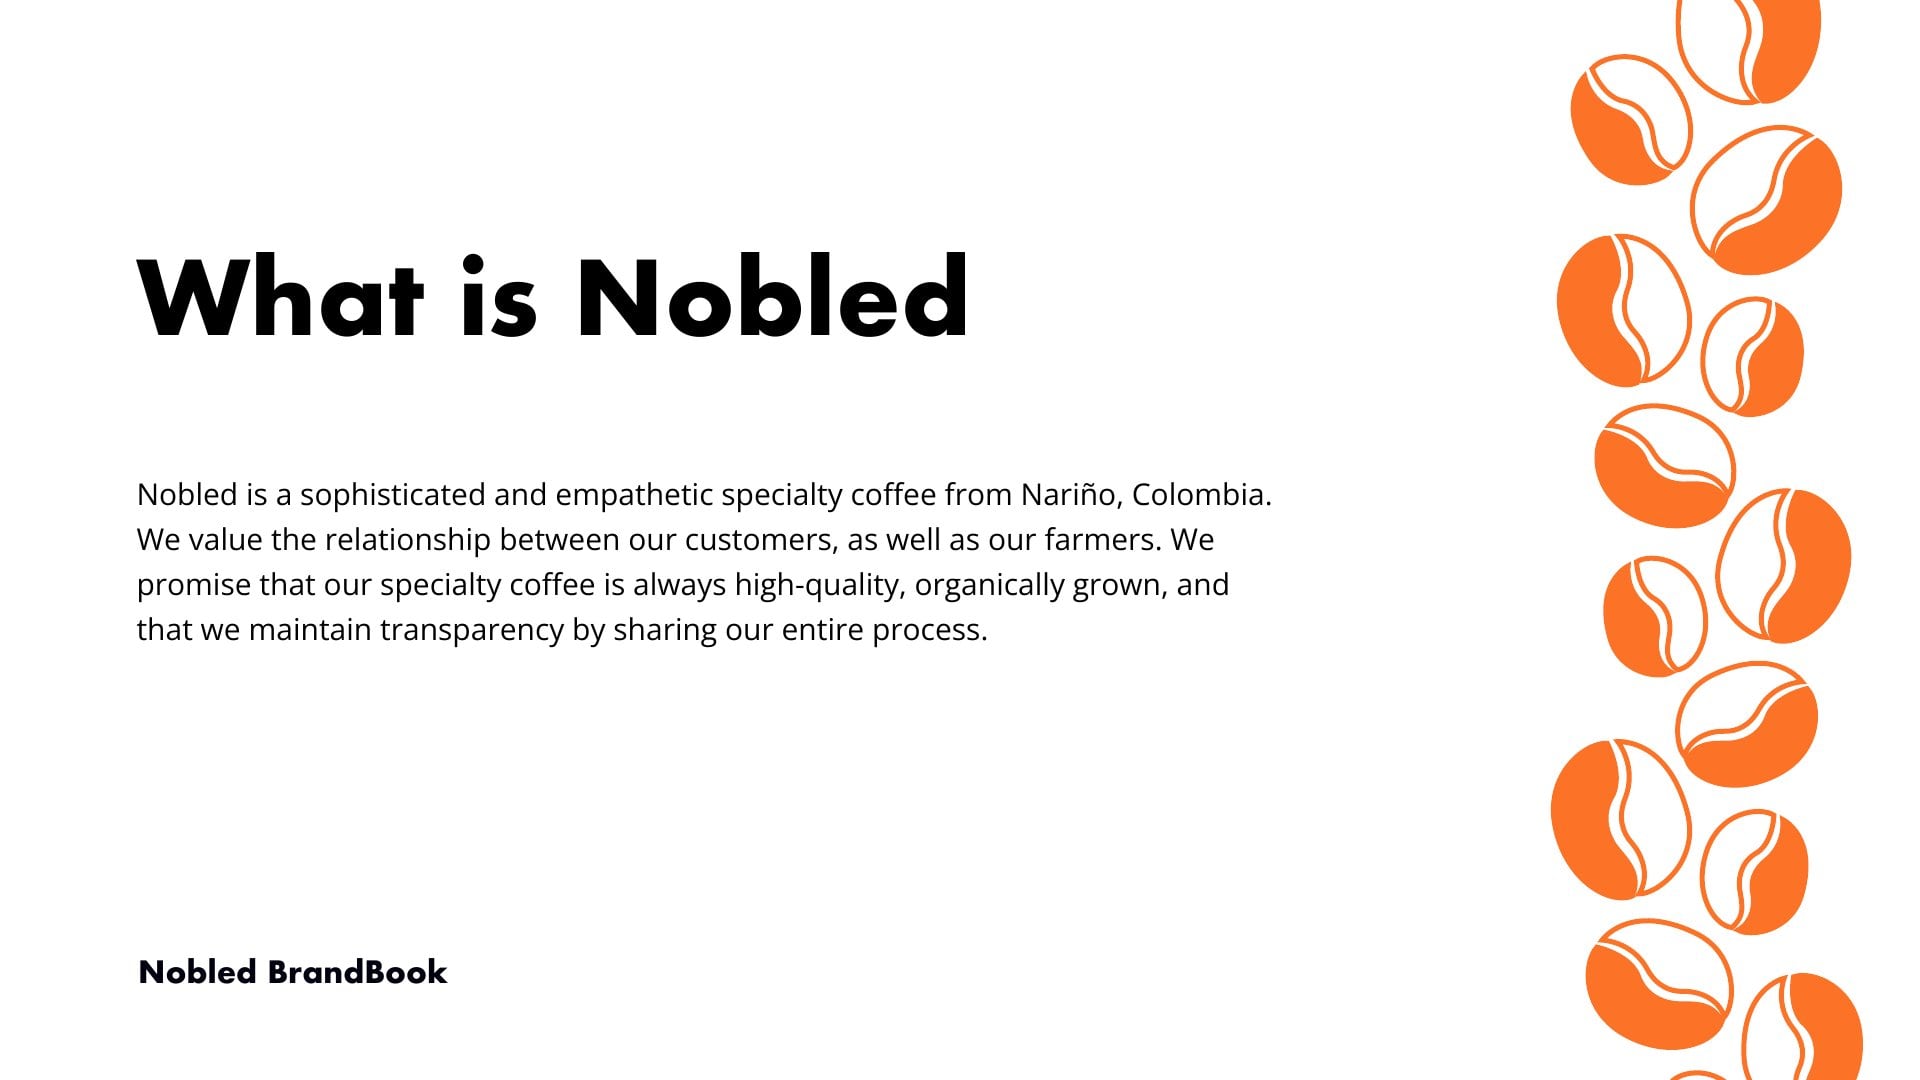 What is Nobled
Nobled is a sophisticated and empathetic specialty coffee from Nariño, Colombia.
We value the relationship between our customers, as well as our farmers. We
promise that our specialty coffee is always high-quality, organically grown, and
that we maintain transparency by sharing our entire process.
Nobled BrandBook